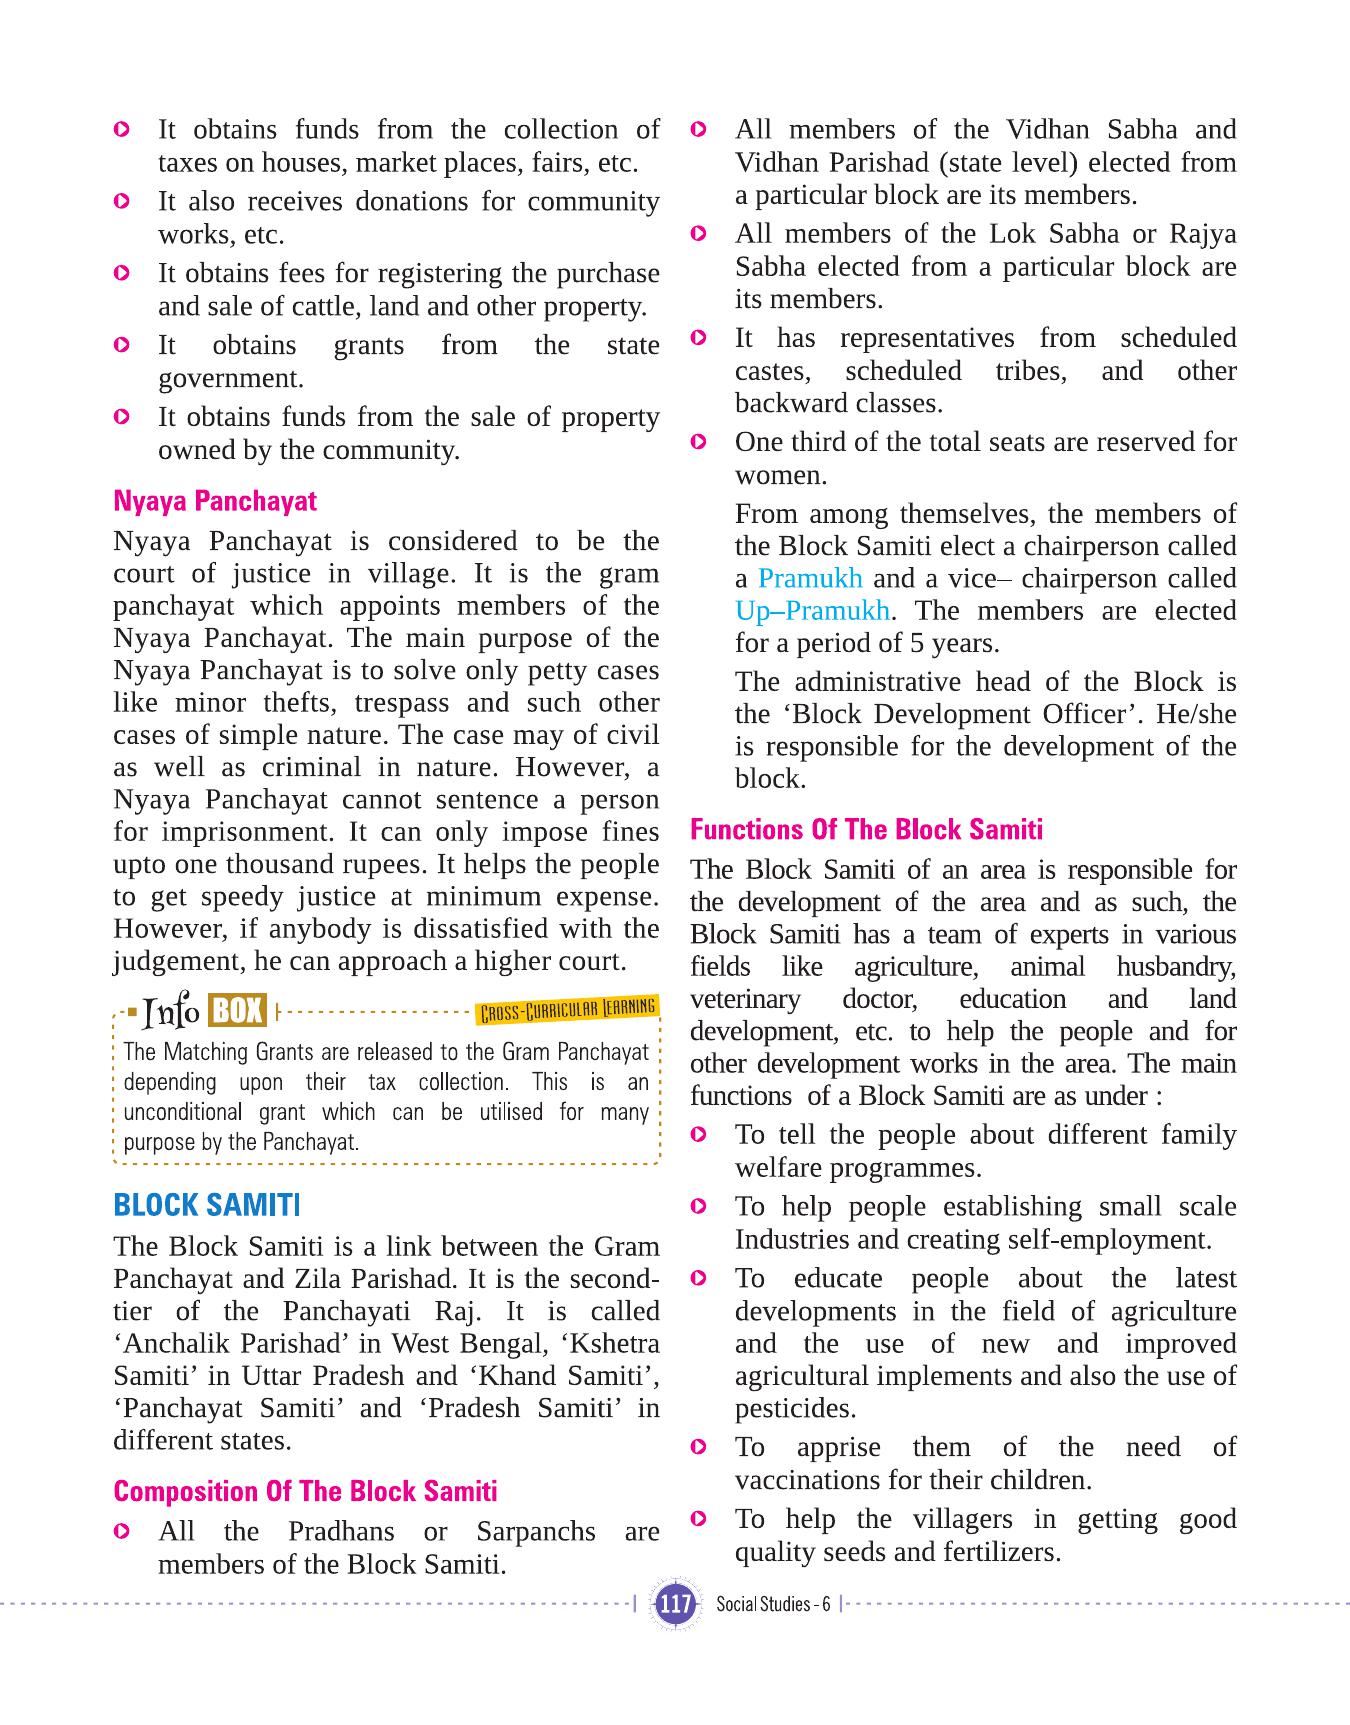 It obtains funds from the collection of
taxes on houses, market places, fairs, etc.
It also receives donations for community
works, etc.
It obtains fees for registering the purchase
and sale of cattle, land and other property.
It obtains grants from the state
government.
It obtains funds from the sale of property
owned by the community.
Nyaya Panchayat
Nyaya Panchayat is considered to be the
court of justice in village. It is the gram
panchayat which appoints members of the
Nyaya Panchayat. The main purpose of the
Nyaya Panchayat is to solve only petty cases
like minor thefts, trespass and such other
cases of simple nature. The case may of civil
as well as criminal in nature. However, a
Nyaya Panchayat cannot sentence a person
for imprisonment. It can only impose fines
upto one thousand rupees. It helps the people
to get speedy justice at minimum expense.
However, if anybody is dissatisfied with the
judgement, he can approach a higher court.
Info BOX
CROSS-CURRICULAR LEARNING
The Matching Grants are released to the Gram Panchayat
depending upon their tax collection. This is an
unconditional grant which can be utilised for many
purpose by the Panchayat.
BLOCK SAMITI
The Block Samiti is a link between the Gram
Panchayat and Zila Parishad. It is the second-
tier of the Panchayati Raj. It is called
‘Anchalik Parishad’ in West Bengal, ‘Kshetra
Samiti’ in Uttar Pradesh and ‘Khand Samiti’,
‘Panchayat Samiti’ and ‘Pradesh Samiti’ in
different states.
Composition Of The Block Samiti
All the Pradhans or Sarpanchs are
members of the Block Samiti.
All members of the Vidhan Sabha and
Vidhan Parishad (state level) elected from
a particular block are its members.
All members of the Lok Sabha or Rajya
Sabha elected from a particular block are
its members.
It has representatives from scheduled
castes, scheduled tribes, and other
backward classes.
One third of the total seats are reserved for
women.
From among themselves, the members of
the Block Samiti elect a chairperson called
a Pramukh and a vice– chairperson called
Up–Pramukh. The members are elected
for a period of 5 years.
The administrative head of the Block is
the ‘Block Development Officer’. He/she
is responsible for the development of the
block.
Functions Of The Block Samiti
The Block Samiti of an area is responsible for
the development of the area and as such, the
Block Samiti has a team of experts in various
fields like agriculture, animal husbandry,
veterinary doctor, education and land
development, etc. to help the people and for
other development works in the area. The main
functions of a Block Samiti are as under :
To tell the people about different family
welfare programmes.
To help people establishing small scale
Industries and creating self-employment.
To educate people about the latest
developments in the field of agriculture
and the use of new and improved
agricultural implements and also the use of
pesticides.
To apprise them of the need of
vaccinations for their children.
To help the villagers in getting good
quality seeds and fertilizers.
117 Social Studies - 6